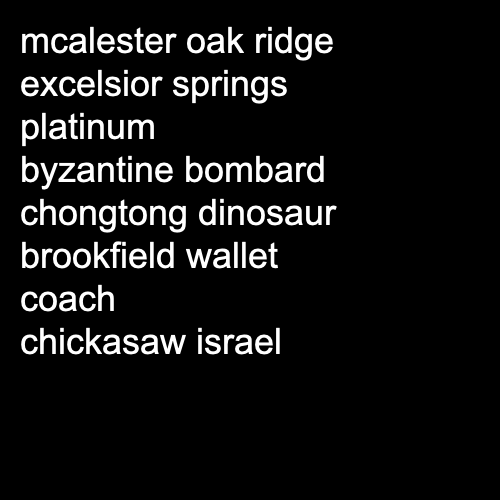 mcalester oak ridge
excelsior springs
platinum
byzantine bombard
chongtong dinosaur
brookfield wallet
coach
chickasaw israel